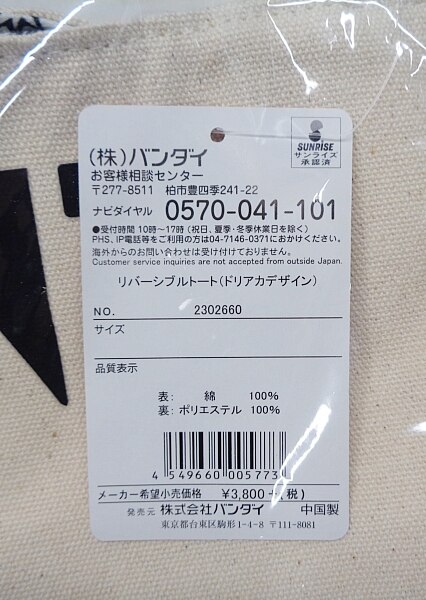 SUNRISE
サンライズ
承認済
(株)バンダイ
お客様相談センター
〒277-8511 柏市豊四季241-22
ナビダイヤル 0570-041-101
●受付時間 10時〜17時(祝日、夏季・冬季休業日を除く)
PHS、IP電話等をご利用の方は04-7146-0371におかけください。
海外からのお問い合わせは受け付けておりません。
Customer service inquiries are not accepted from outside Japan.
リバーシブルトート(ドリアカデザイン)
NO. 2302660
サイズ
品質表示
表: 綿 100%
裏: ポリエステル 100%
4 549660 005773
メーカー希望小売価格 ¥3,800+(税)
発売元 株式会社バンダイ 中国製
東京都台東区駒形1-4-8 〒111-8081